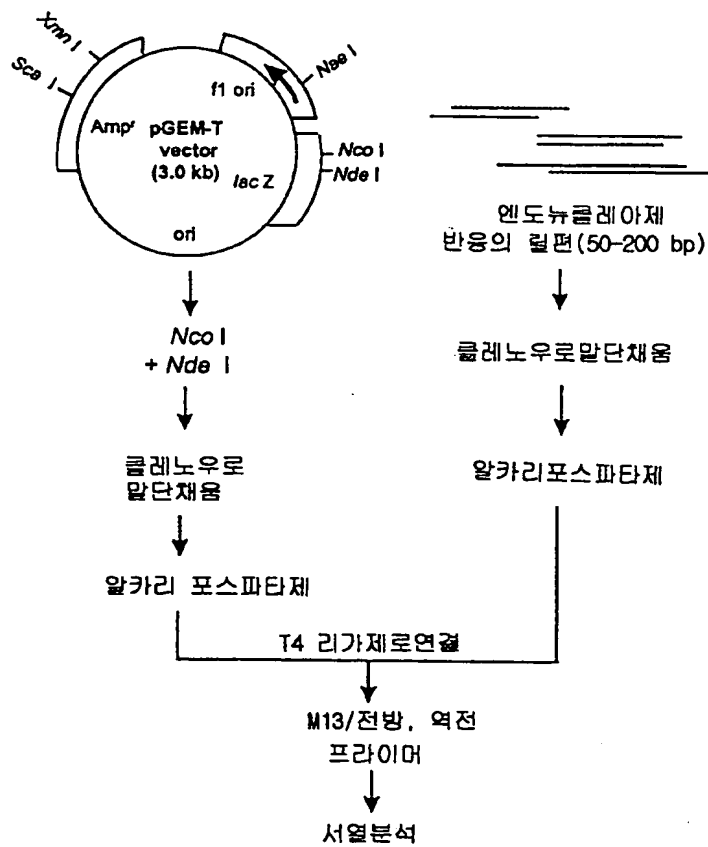 Xmn I
Sca I
Nae I
f1 ori
Ampr
pGEM-T
vector
(3.0 kb)
Nco I
Nde I
lac Z
ori
엔도뉴클레아제
반응의 릴편(50-200 bp)
Nco I
+ Nde I
클레노우로말단채움
클레노우로
말단채움
알카리포스파타제
알카리 포스파타제
T4 리가제로연결
M13/전방, 역전
프라이머
서열분석